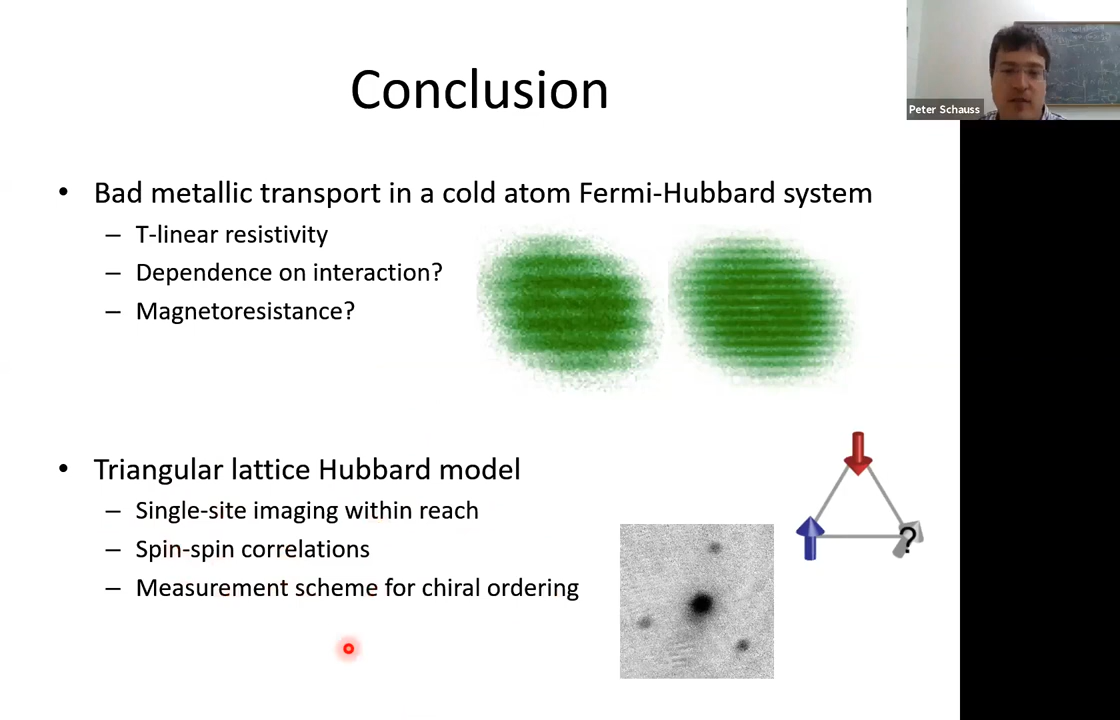 Conclusion
Peter Schauss
• Bad metallic transport in a cold atom Fermi-Hubbard system
– T-linear resistivity
– Dependence on interaction?
– Magnetoresistance?
• Triangular lattice Hubbard model
– Single-site imaging within reach
– Spin-spin correlations
– Measurement scheme for chiral ordering
?